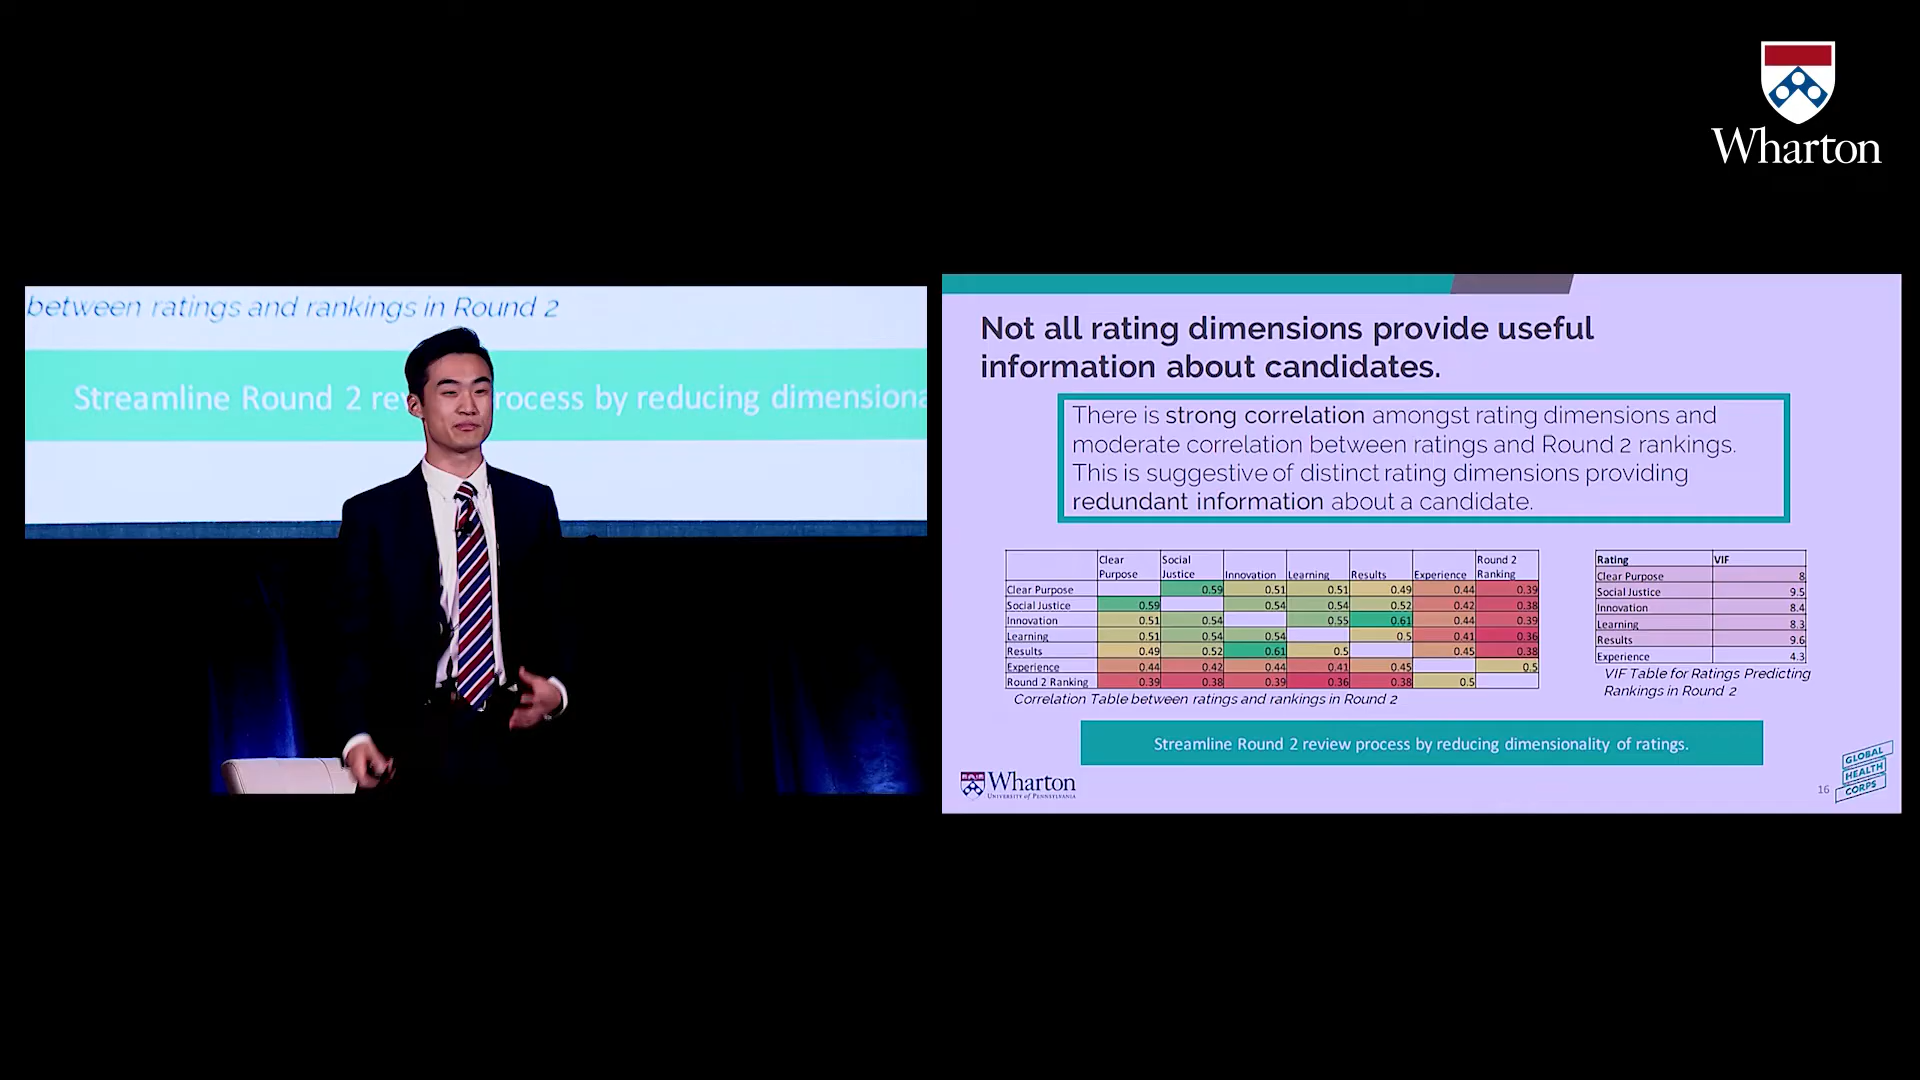 Wharton
between ratings and rankings in Round 2
Streamline Round 2 rev rocess by reducing dimensiona
Not all rating dimensions provide useful
information about candidates.
There is strong correlation amongst rating dimensions and
moderate correlation between ratings and Round 2 rankings.
This is suggestive of distinct rating dimensions providing
redundant information about a candidate.
Clear Purpose Social Justice Innovation Learning Results Experience Round 2 Ranking
Clear Purpose 0.59 0.51 0.51 0.49 0.44 0.39
Social Justice 0.59 0.54 0.54 0.52 0.42 0.38
Innovation 0.51 0.54 0.55 0.61 0.44 0.39
Learning 0.51 0.54 0.54 0.5 0.41 0.36
Results 0.49 0.52 0.61 0.5 0.45 0.38
Experience 0.44 0.42 0.44 0.41 0.45 0.5
Round 2 Ranking 0.39 0.38 0.39 0.36 0.38 0.5
Correlation Table between ratings and rankings in Round 2
Rating VIF
Clear Purpose 8
Social Justice 9.5
Innovation 8.4
Learning 8.3
Results 9.6
Experience 4.3
VIF Table for Ratings Predicting
Rankings in Round 2
Streamline Round 2 review process by reducing dimensionality of ratings.
Wharton
UNIVERSITY of PENNSYLVANIA
16
GLOBAL
HEALTH
CORPS